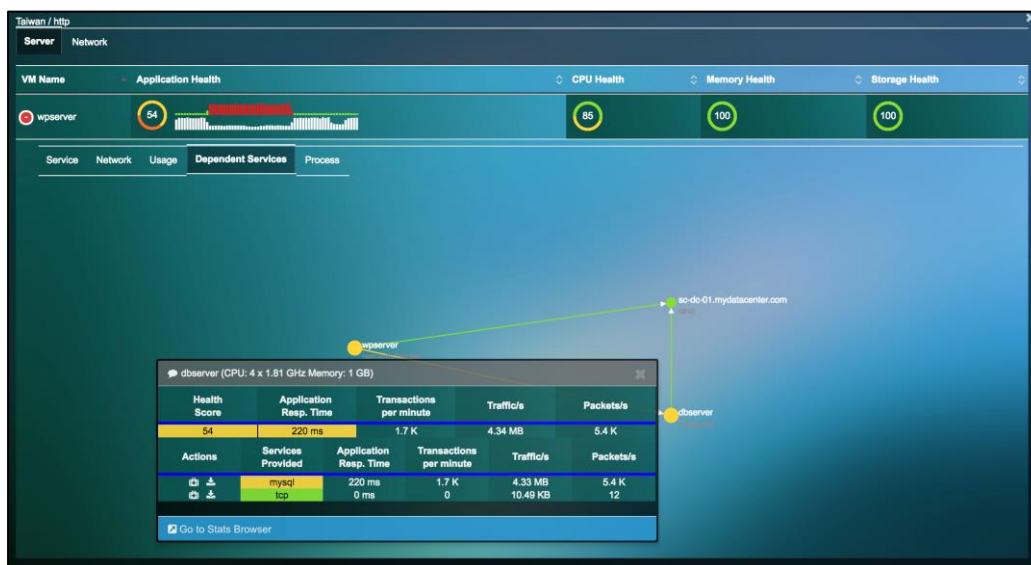 Taiwan / http
Server Network
VM Name Application Health CPU Health Memory Health Storage Health
wpserver 54 85 100 100
Service Network Usage Dependent Services Process
sc-dc-01.mydatacenter.com
wpserver
dbserver
dbserver (CPU: 4 x 1.81 GHz Memory: 1 GB)
Health Score Application Resp. Time Transactions per minute Traffic/s Packets/s
54 220 ms 1.7 K 4.34 MB 5.4 K
Actions Services Provided Application Resp. Time Transactions per minute Traffic/s Packets/s
mysql 220 ms 1.7 K 4.33 MB 5.4 K
tcp 0 ms 0 10.49 KB 12
Go to Stats Browser